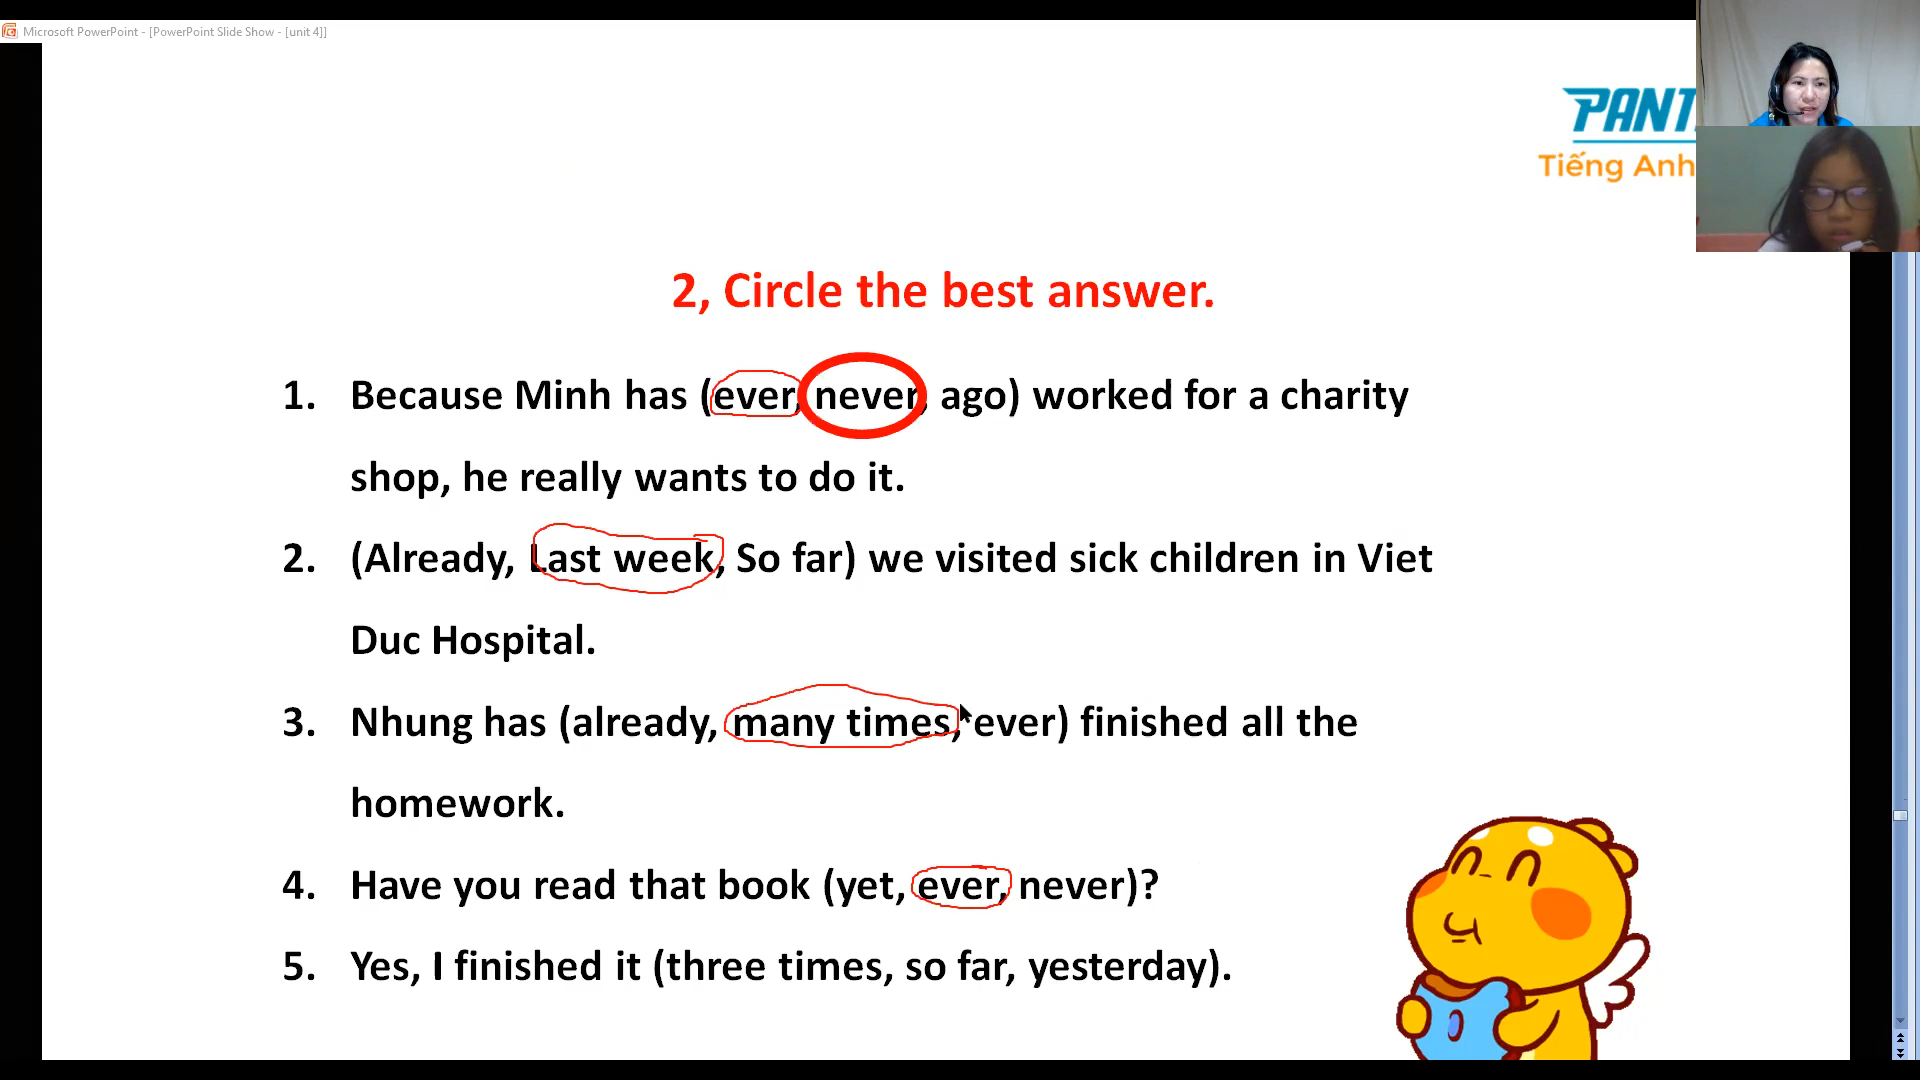 Microsoft PowerPoint - [PowerPoint Slide Show - [unit 4]]
PANT
Tiếng Anh
2, Circle the best answer.
1. Because Minh has (ever, never, ago) worked for a charity
shop, he really wants to do it.
2. (Already, Last week, So far) we visited sick children in Viet
Duc Hospital.
3. Nhung has (already, many times, ever) finished all the
homework.
4. Have you read that book (yet, ever, never)?
5. Yes, I finished it (three times, so far, yesterday).